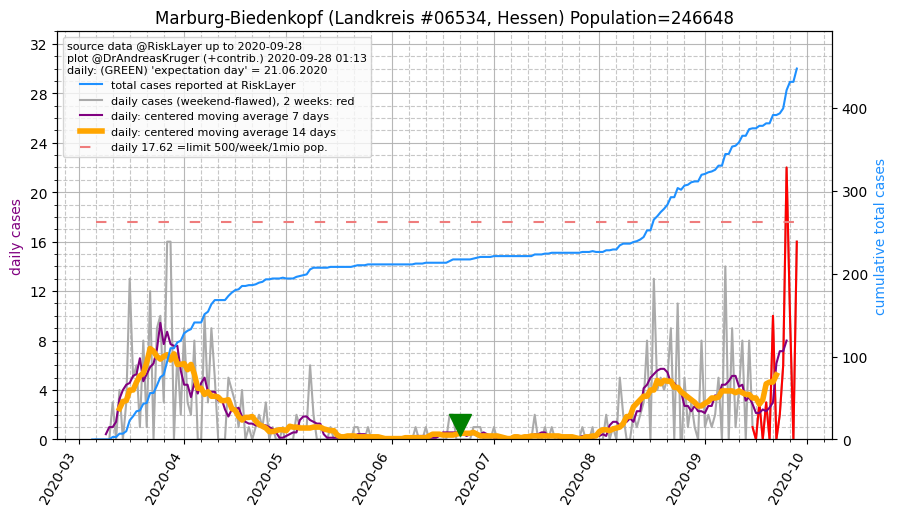 Marburg-Biedenkopf (Landkreis #06534, Hessen) Population=246648
source data @RiskLayer up to 2020-09-28
plot @DrAndreasKruger (+contrib.) 2020-09-28 01:13
daily: (GREEN) 'expectation day' = 21.06.2020
total cases reported at RiskLayer
daily cases (weekend-flawed), 2 weeks: red
daily: centered moving average 7 days
daily: centered moving average 14 days
daily 17.62 =limit 500/week/1mio pop.
daily cases
32
28
24
20
16
12
8
4
0
cumulative total cases
400
300
200
100
0
2020-03
2020-04
2020-05
2020-06
2020-07
2020-08
2020-09
2020-10